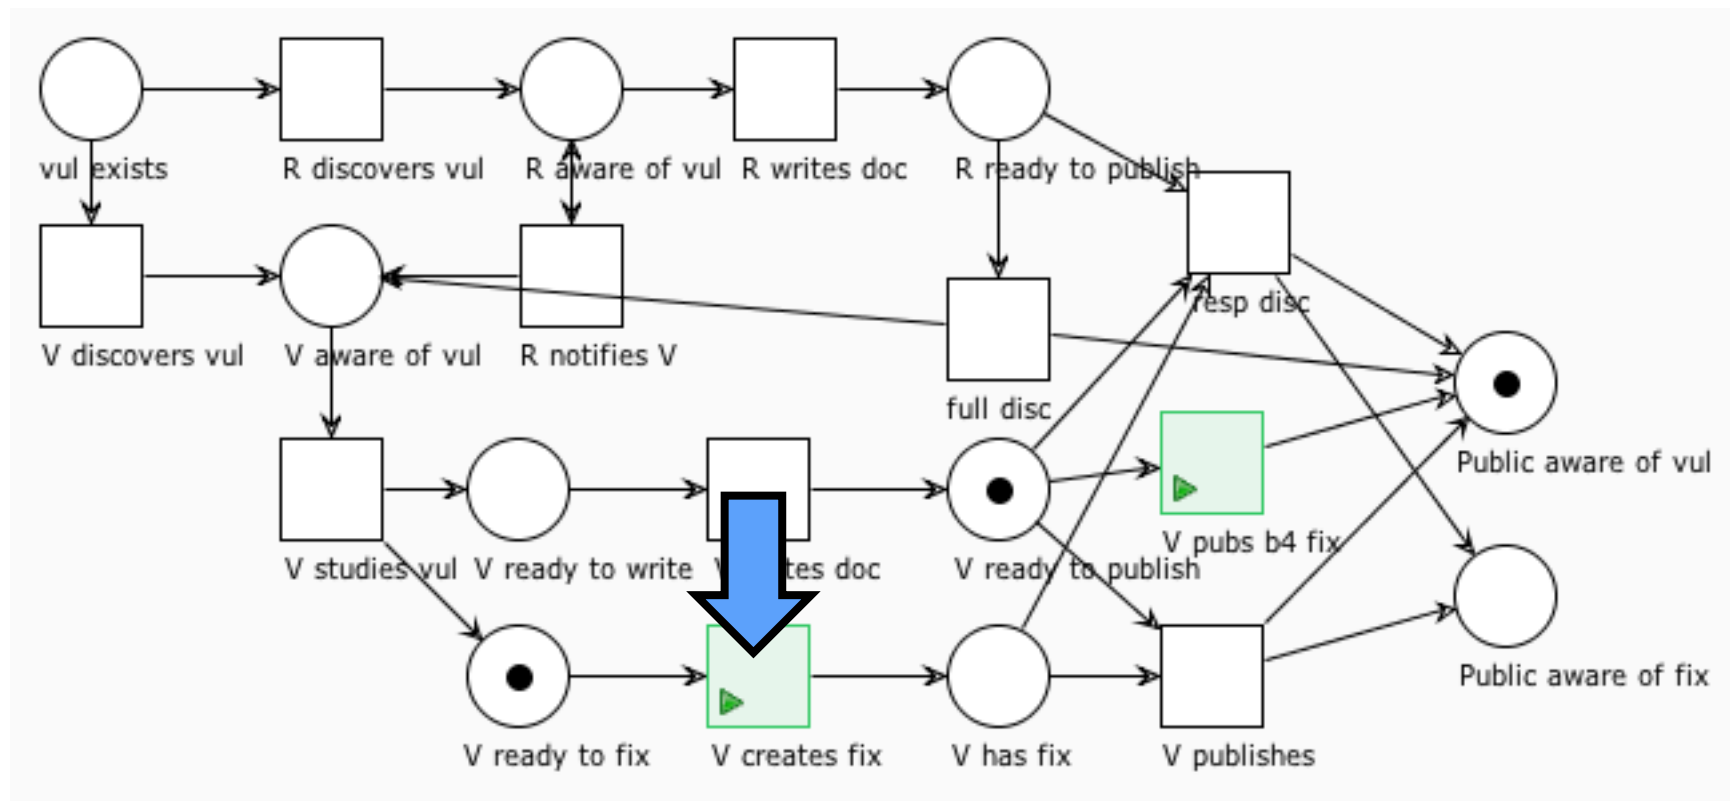 vul exists
R discovers vul
R aware of vul
R writes doc
R ready to publish
resp disc
V discovers vul
V aware of vul
R notifies V
full disc
Public aware of vul
V studies vul
V ready to write
doc
V ready to publish
V pubs b4 fix
Public aware of fix
V ready to fix
V creates fix
V has fix
V publishes